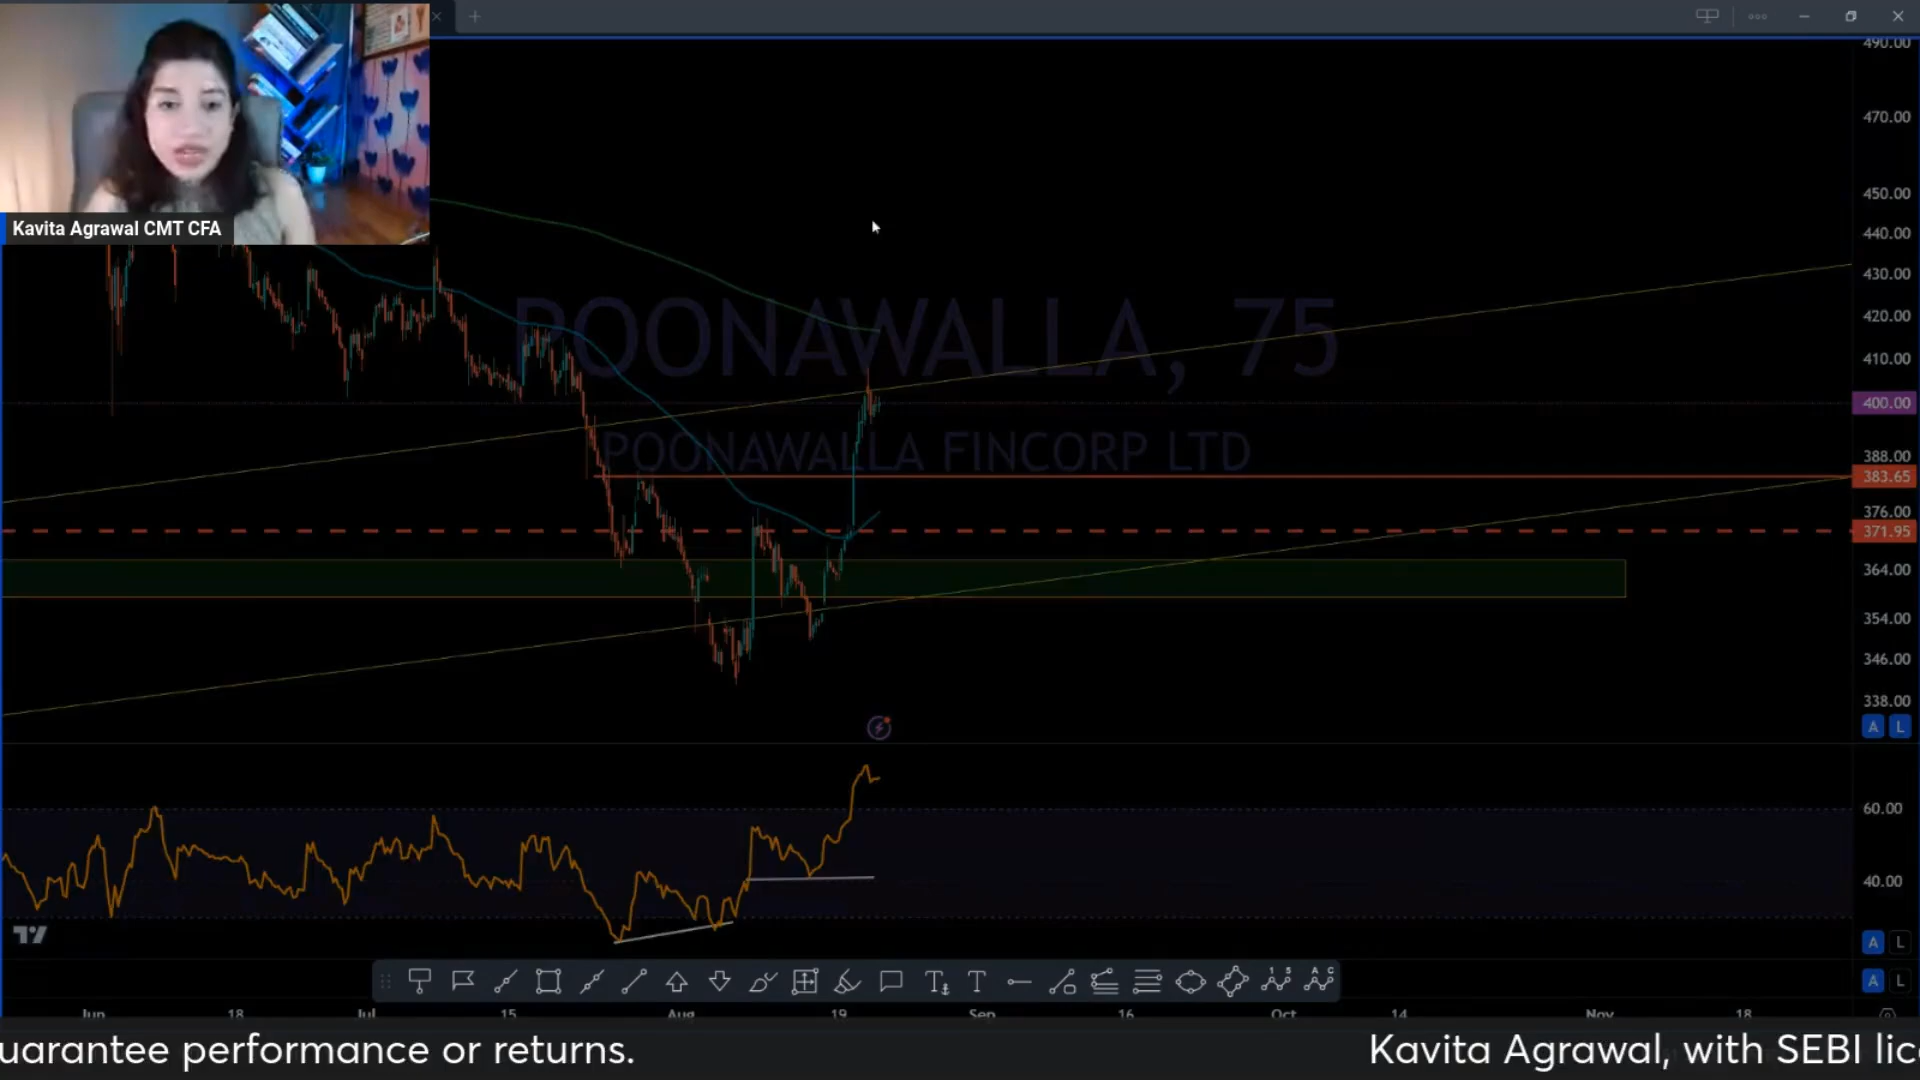 Kavita Agrawal CMT CFA
POONAWALLA, 75
POONAWALLA FINCORP LTD
490.00
470.00
450.00
440.00
430.00
420.00
410.00
400.00
388.00
383.65
376.00
371.95
364.00
354.00
346.00
338.00
A L
60.00
40.00
A L
A L
Jun 18 Jul 15 Aug 19 Sep 16 Oct 14 Nov 18
uarantee performance or returns. Kavita Agrawal, with SEBI lic